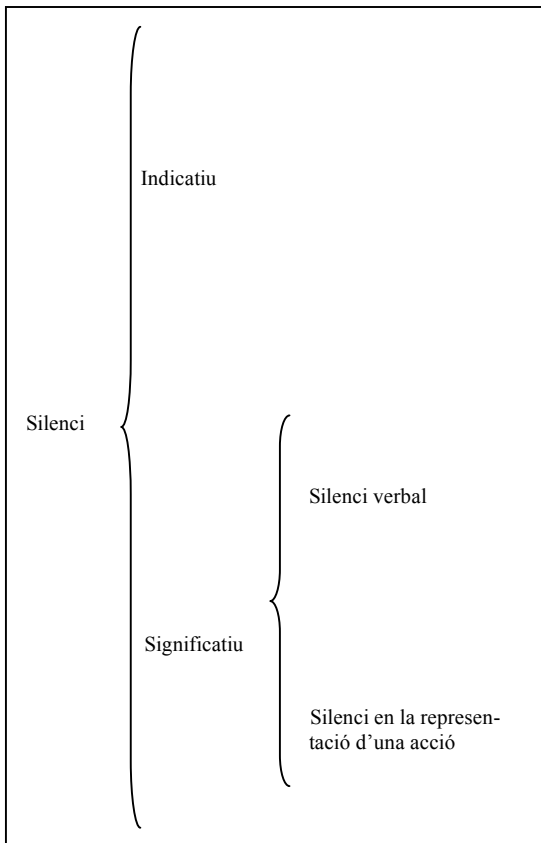 Indicatiu
Silenci
Silenci verbal
Significatiu
Silenci en la represen-
tació d’una acció